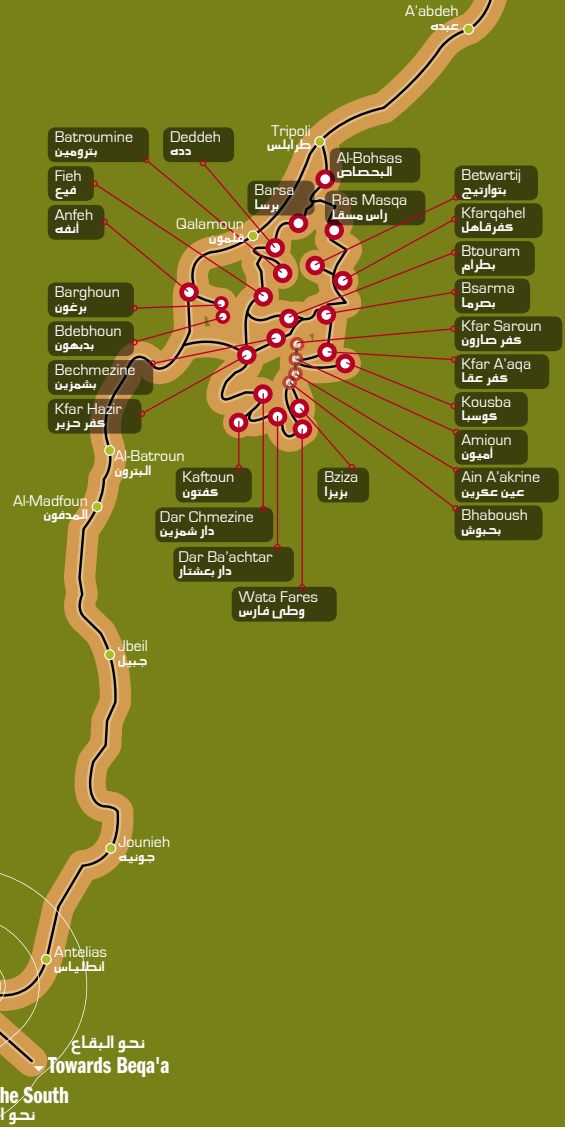 A'abdeh
عبده
Tripoli
طرابلس
Batroumine
بترومين
Deddeh
دده
Al-Bohsas
البحصاص
Fieh
فيع
Barsa
برسا
Ras Masqa
راس مسقا
Betwartij
بتوارتيج
Anfeh
أنفه
Qalamoun
قلمون
Kfarqahel
كفرقاهل
Btouram
بطرام
Barghoun
برغون
Bsarma
بصرما
Bdebhoun
بدبهون
Kfar Saroun
كفر صارون
Bechmezine
بشمزين
Kfar A'aqa
كفر عقا
Kfar Hazir
كفر حزير
Kousba
كوسبا
Amioun
أميون
Al-Batroun
البترون
Kaftoun
كفتون
Bziza
بزيزا
Ain A'akrine
عين عكرين
Al-Madfoun
المدفون
Dar Chmezine
دار شمزين
Bhaboush
بحبوش
Dar Ba'achtar
دار بعشتار
Wata Fares
وطى فارس
Jbeil
جبيل
Jounieh
جونيه
Antelias
انطلياس
نحو البقاع
Towards Beqa'a
he South
نحو ا